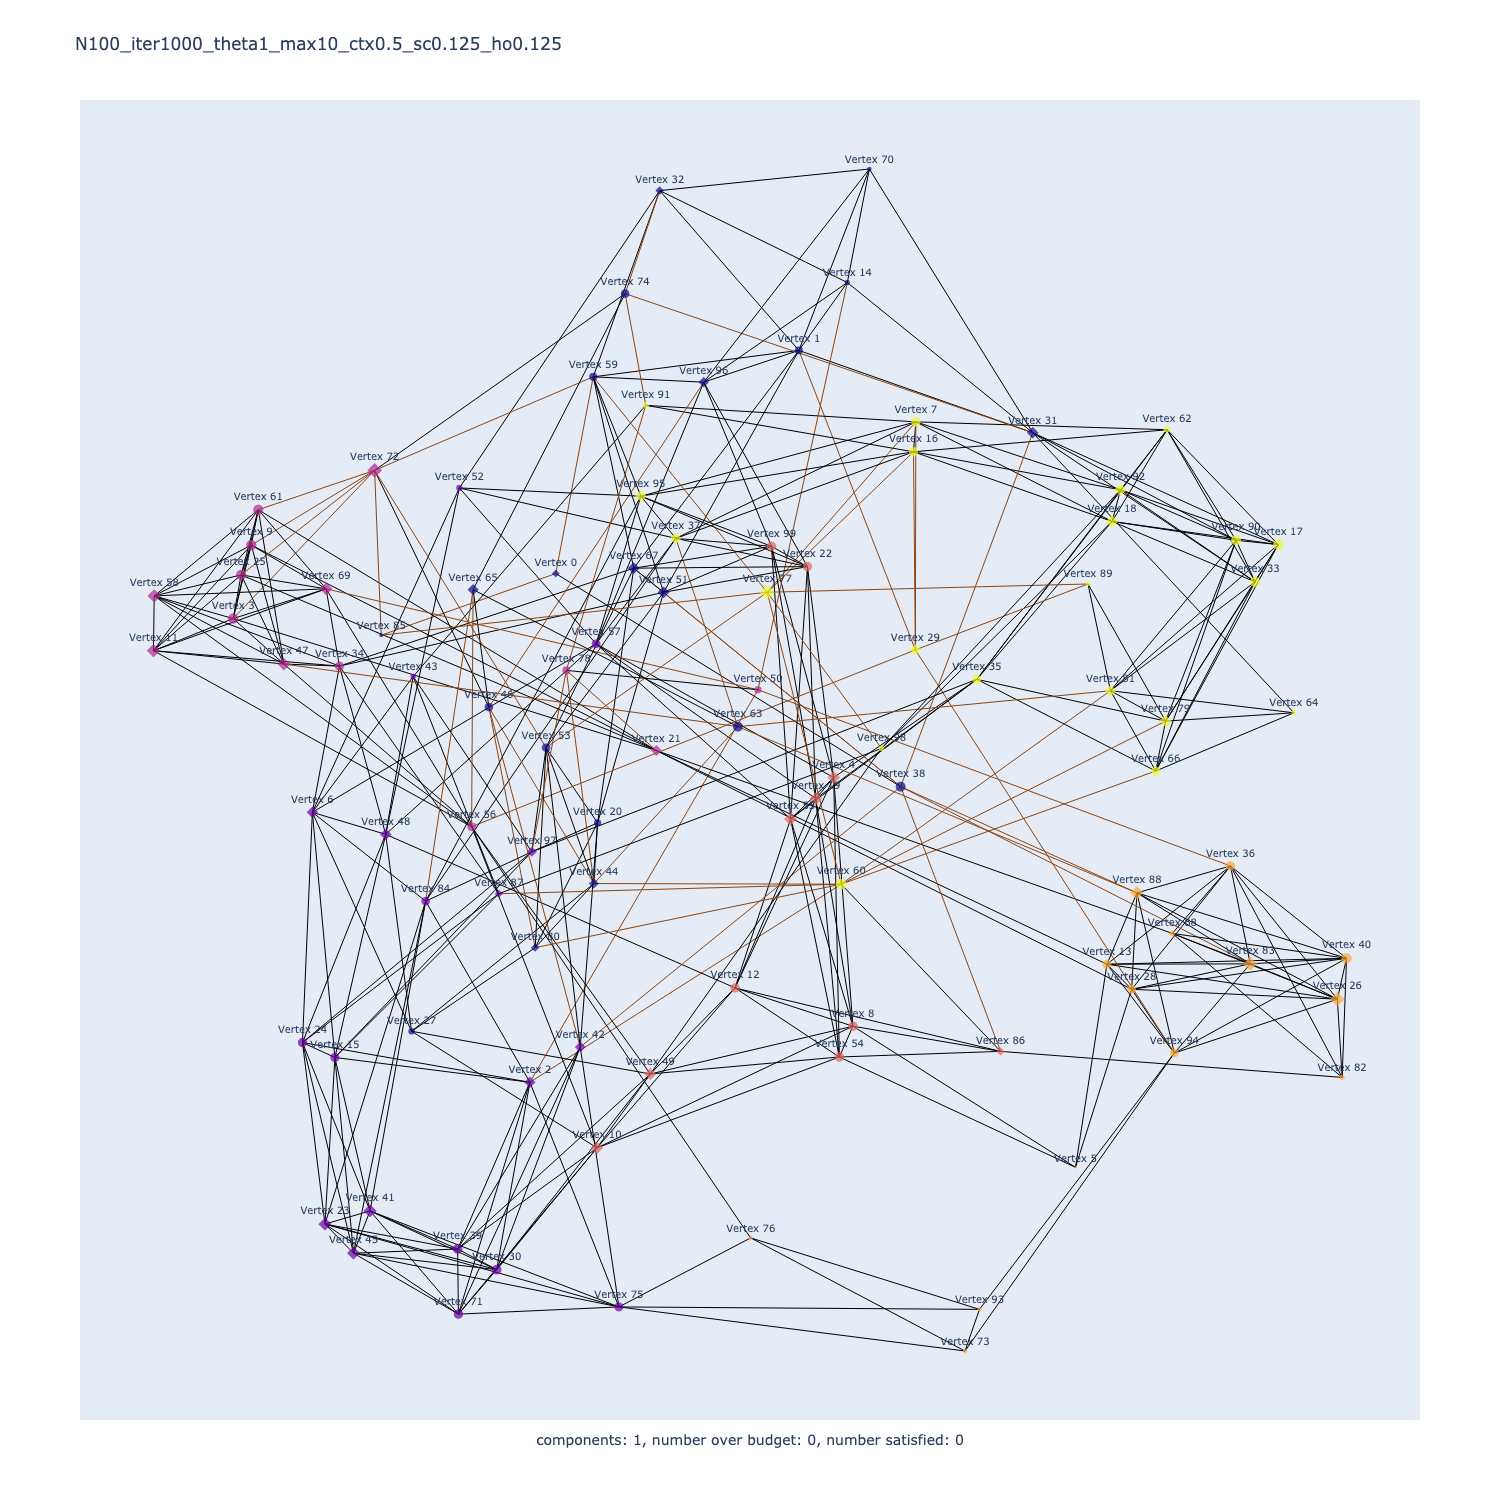 N100_iter1000_theta1_max10_ctx0.5_sc0.125_ho0.125
Vertex 70
Vertex 32
Vertex 14
Vertex 74
Vertex 1
Vertex 59
Vertex 96
Vertex 91
Vertex 7
Vertex 31
Vertex 62
Vertex 16
Vertex 72
Vertex 52
Vertex 92
Vertex 95
Vertex 61
Vertex 18
Vertex 9
Vertex 37
Vertex 99
Vertex 90
Vertex 17
Vertex 22
Vertex 67
Vertex 0
Vertex 25
Vertex 33
Vertex 58
Vertex 69
Vertex 65
Vertex 51
Vertex 77
Vertex 89
Vertex 3
Vertex 85
Vertex 11
Vertex 57
Vertex 29
Vertex 47
Vertex 34
Vertex 43
Vertex 78
Vertex 50
Vertex 35
Vertex 81
Vertex 46
Vertex 64
Vertex 63
Vertex 79
Vertex 53
Vertex 21
Vertex 98
Vertex 66
Vertex 4
Vertex 38
Vertex 19
Vertex 6
Vertex 56
Vertex 20
Vertex 48
Vertex 97
Vertex 36
Vertex 44
Vertex 60
Vertex 88
Vertex 84
Vertex 87
Vertex 68
Vertex 80
Vertex 13
Vertex 83
Vertex 40
Vertex 12
Vertex 28
Vertex 26
Vertex 8
Vertex 27
Vertex 24
Vertex 15
Vertex 42
Vertex 54
Vertex 86
Vertex 94
Vertex 49
Vertex 2
Vertex 82
Vertex 10
Vertex 5
Vertex 41
Vertex 23
Vertex 45
Vertex 39
Vertex 76
Vertex 30
Vertex 71
Vertex 75
Vertex 93
Vertex 73
components: 1, number over budget: 0, number satisfied: 0